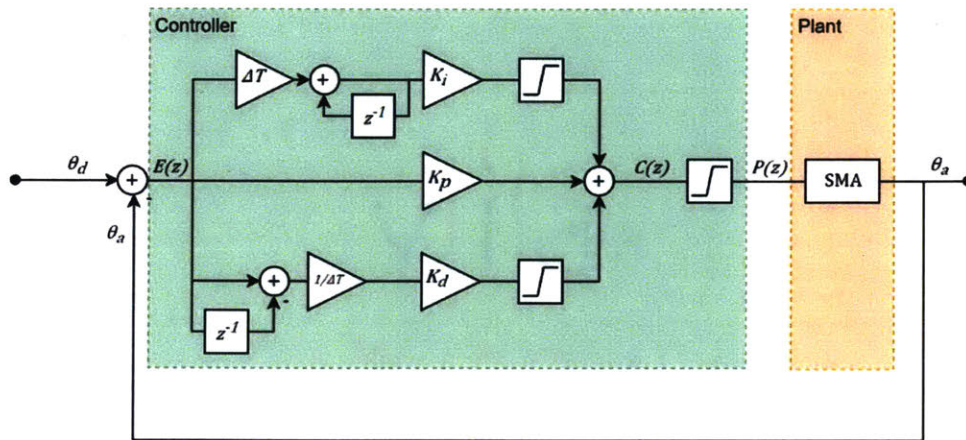 Controller
Plant
ΔT
+
K_i
z⁻¹
θ_d
+
-
E(z)
K_p
+
C(z)
P(z)
SMA
θ_a
θ_a
+
-
1/ΔT
K_d
z⁻¹